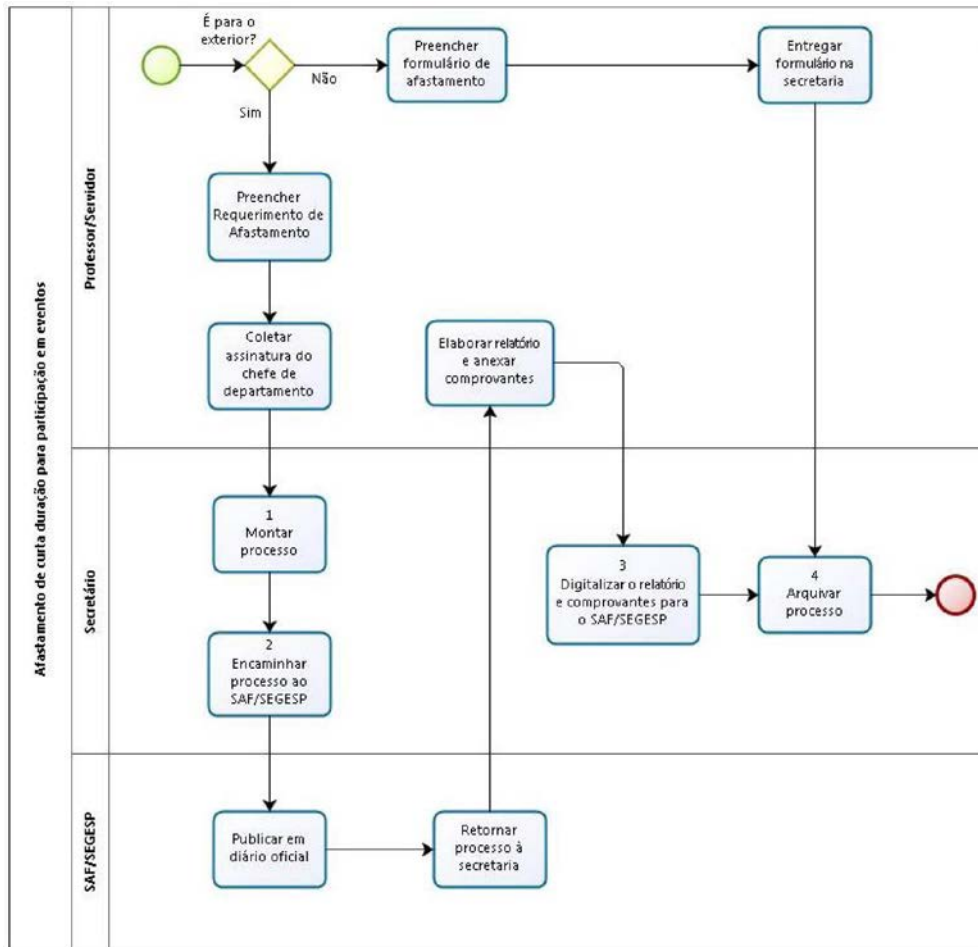 Afastamento de curta duração para participação em eventos
Professor/Servidor
É para o
exterior?
Não
Sim
Preencher
formulário de
afastamento
Entregar
formulário na
secretaria
Preencher
Requerimento de
Afastamento
Coletar
assinatura do
chefe de
departamento
Elaborar relatório
e anexar
comprovantes
Secretário
1
Montar
processo
2
Encaminhar
processo ao
SAF/SEGESP
3
Digitalizar o relatório
e comprovantes para
o SAF/SEGESP
4
Arquivar
processo
SAF/SEGESP
Publicar em
diário oficial
Retornar
processo à
secretaria